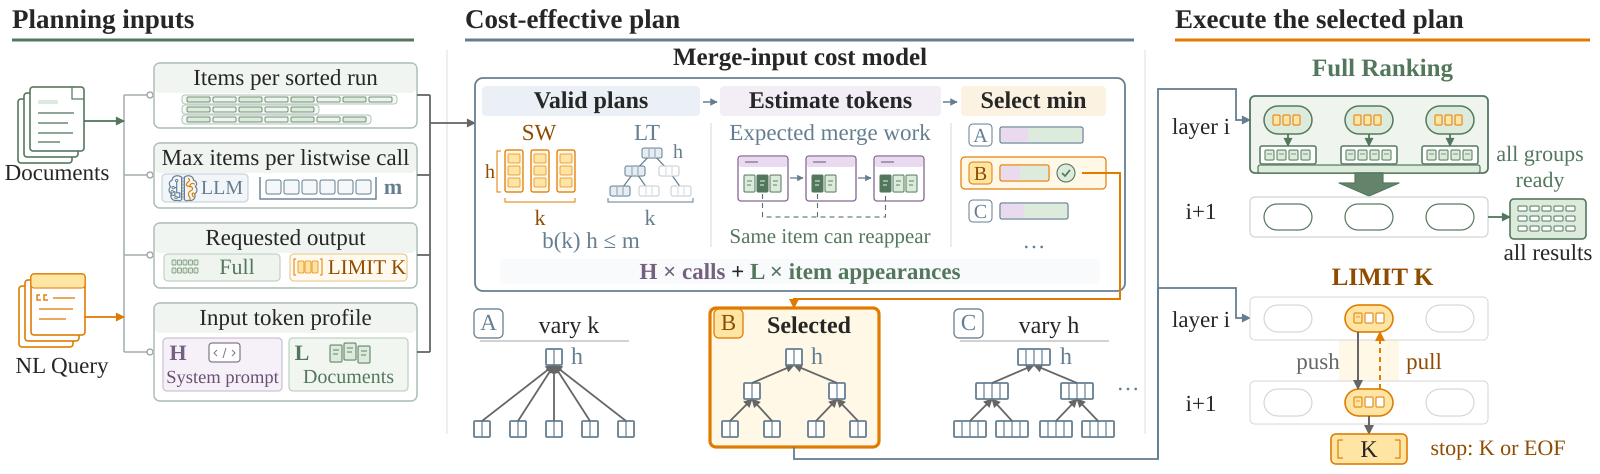 Planning inputs
Documents
NL Query
Items per sorted run
Max items per listwise call
LLM
m
Requested output
Full
LIMIT K
Input token profile
H
</>
System prompt
L
Documents
Cost-effective plan
Merge-input cost model
Valid plans
Estimate tokens
Select min
SW
LT
h
h
k
k
b(k) h ≤ m
Expected merge work
Same item can reappear
A
B
C
...
H × calls + L × item appearances
A
vary k
h
B
Selected
h
C
vary h
h
...
Execute the selected plan
Full Ranking
layer i
i+1
all groups
ready
all results
LIMIT K
layer i
push
pull
i+1
K
stop: K or EOF